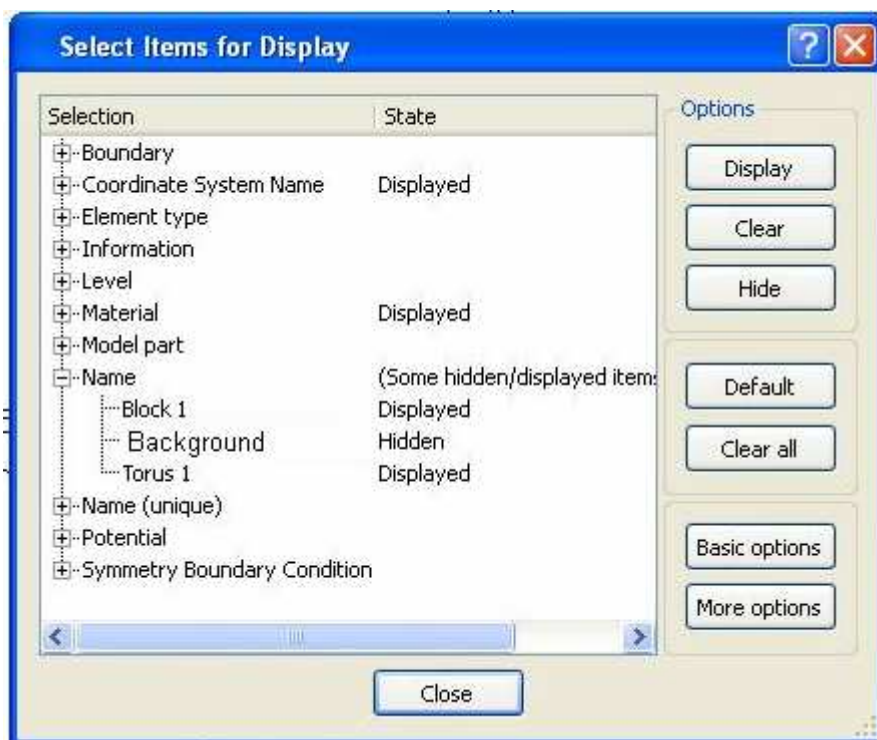 Select Items for Display
Selection State
Boundary
Coordinate System Name Displayed
Element type
Information
Level
Material Displayed
Model part
Name (Some hidden/displayed item
Block 1 Displayed
Background Hidden
Torus 1 Displayed
Name (unique)
Potential
Symmetry Boundary Condition
Options
Display
Clear
Hide
Default
Clear all
Basic options
More options
Close